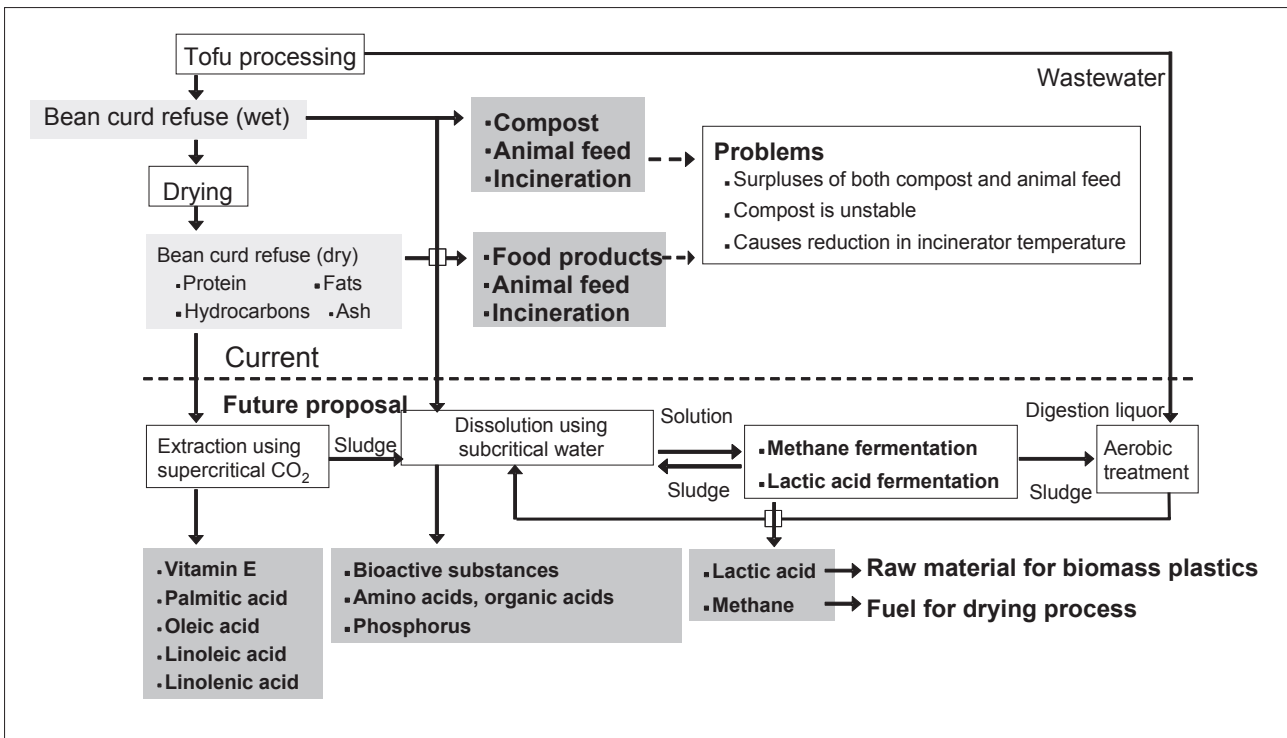 Tofu processing
Wastewater
Bean curd refuse (wet)
▪Compost
▪Animal feed
▪Incineration
Problems
▪Surpluses of both compost and animal feed
▪Compost is unstable
▪Causes reduction in incinerator temperature
Drying
Bean curd refuse (dry)
▪Protein ▪Fats
▪Hydrocarbons ▪Ash
▪Food products
▪Animal feed
▪Incineration
Current
Future proposal
Extraction using
supercritical CO₂
Sludge
Dissolution using
subcritical water
Solution
Sludge
▪Methane fermentation
▪Lactic acid fermentation
Digestion liquor
Sludge
Aerobic
treatment
▪Vitamin E
▪Palmitic acid
▪Oleic acid
▪Linoleic acid
▪Linolenic acid
▪Bioactive substances
▪Amino acids, organic acids
▪Phosphorus
▪Lactic acid
▪Methane
Raw material for biomass plastics
Fuel for drying process